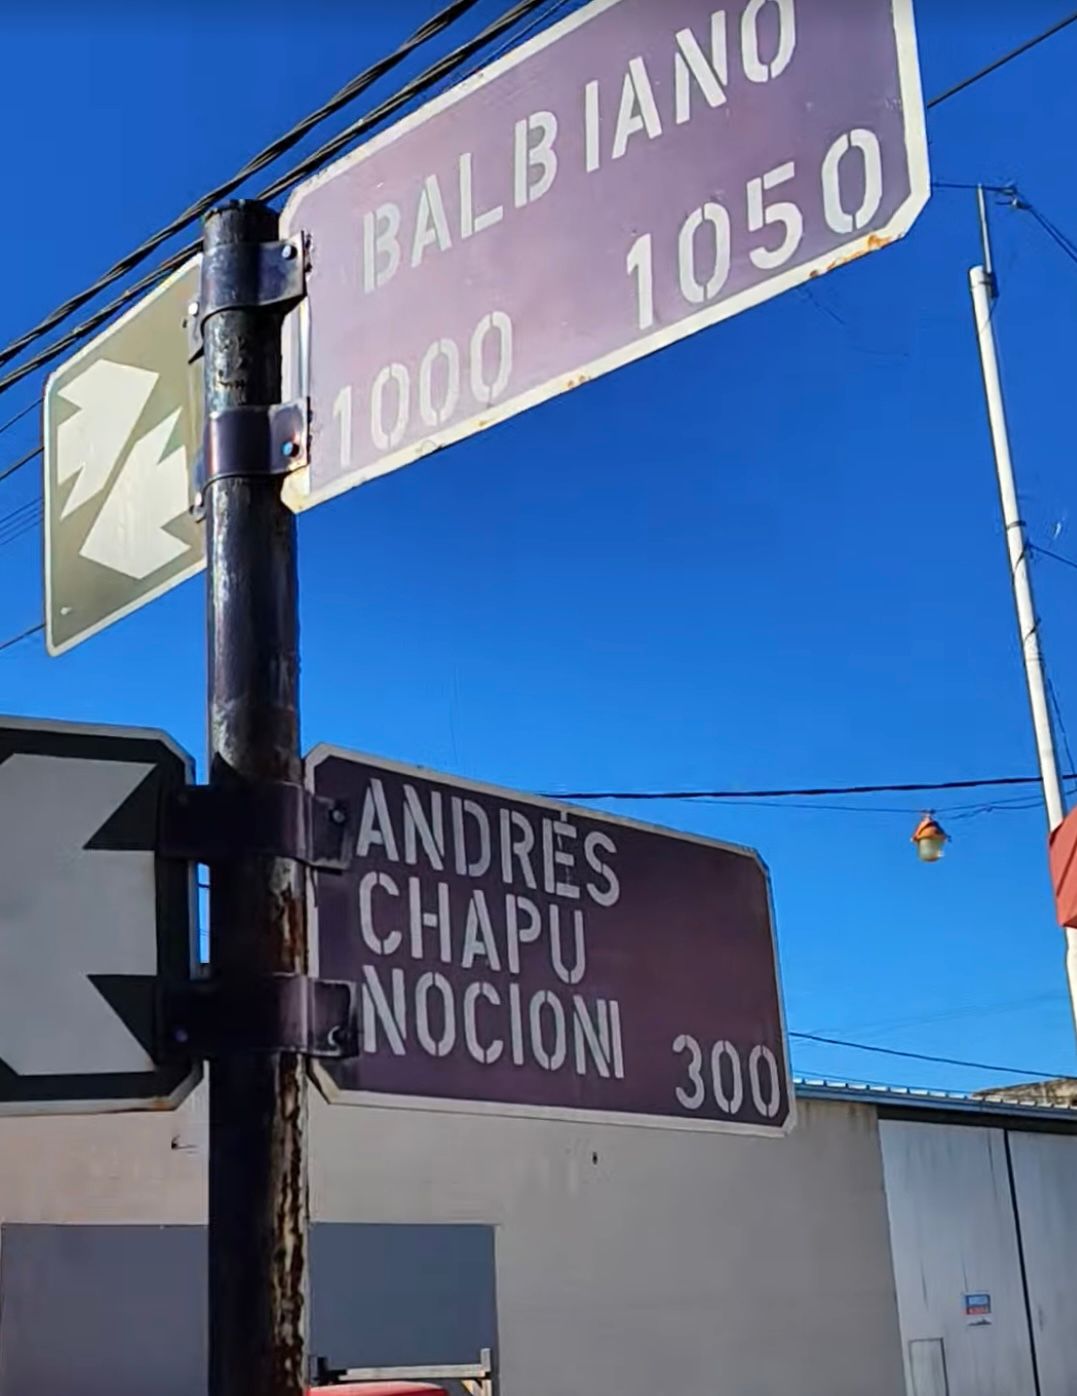 BALBIANO
1000 1050
ANDRÉS
CHAPU
NOCIONI 300